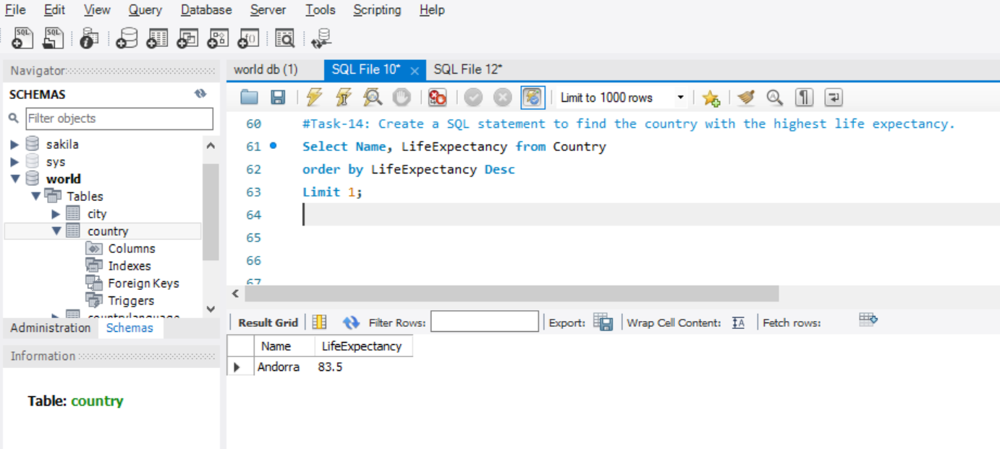 File Edit View Query Database Server Tools Scripting Help
Navigator
SCHEMAS
Filter objects
sakila
sys
world
Tables
city
country
Columns
Indexes
Foreign Keys
Triggers
countrylanguage
Administration Schemas
Information
Table: country
world db (1) SQL File 10* SQL File 12*
Limit to 1000 rows
60 #Task-14: Create a SQL statement to find the country with the highest life expectancy.
61 Select Name, LifeExpectancy from Country
62 order by LifeExpectancy Desc
63 Limit 1;
64
65
66
67
Result Grid Filter Rows: Export: Wrap Cell Content: Fetch rows:
Name LifeExpectancy
Andorra 83.5